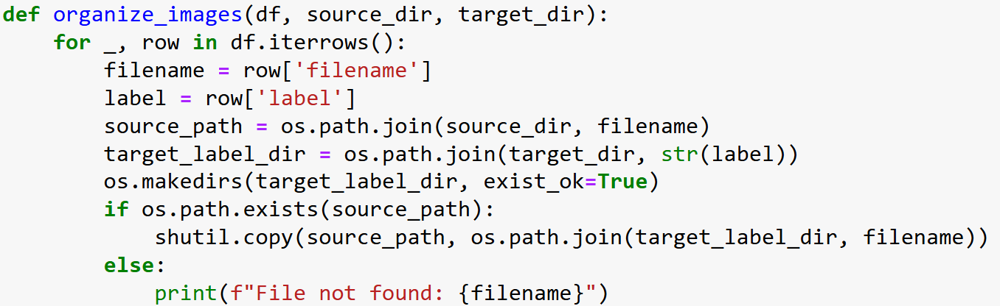 def organize_images(df, source_dir, target_dir):
    for _, row in df.iterrows():
        filename = row['filename']
        label = row['label']
        source_path = os.path.join(source_dir, filename)
        target_label_dir = os.path.join(target_dir, str(label))
        os.makedirs(target_label_dir, exist_ok=True)
        if os.path.exists(source_path):
            shutil.copy(source_path, os.path.join(target_label_dir, filename))
        else:
            print(f"File not found: {filename}")